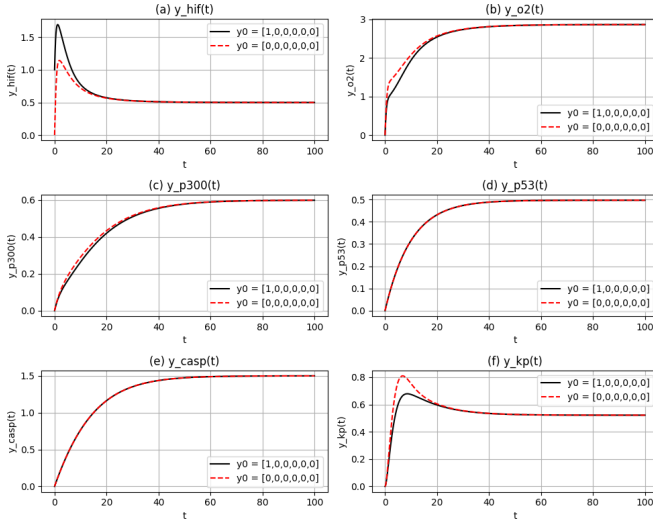 (a) y_hif(t)
1.5
1.0
0.5
0.0
y_hif(t)
y0 = [1,0,0,0,0,0]
y0 = [0,0,0,0,0,0]
0 20 40 60 80 100
t
(b) y_o2(t)
3
2
1
0
y_o2(t)
y0 = [1,0,0,0,0,0]
y0 = [0,0,0,0,0,0]
0 20 40 60 80 100
t
(c) y_p300(t)
0.6
0.4
0.2
0.0
y_p300(t)
y0 = [1,0,0,0,0,0]
y0 = [0,0,0,0,0,0]
0 20 40 60 80 100
t
(d) y_p53(t)
0.5
0.4
0.3
0.2
0.1
0.0
y_p53(t)
y0 = [1,0,0,0,0,0]
y0 = [0,0,0,0,0,0]
0 20 40 60 80 100
t
(e) y_casp(t)
1.5
1.0
0.5
0.0
y_casp(t)
y0 = [1,0,0,0,0,0]
y0 = [0,0,0,0,0,0]
0 20 40 60 80 100
t
(f) y_kp(t)
0.8
0.6
0.4
0.2
0.0
y_kp(t)
y0 = [1,0,0,0,0,0]
y0 = [0,0,0,0,0,0]
0 20 40 60 80 100
t